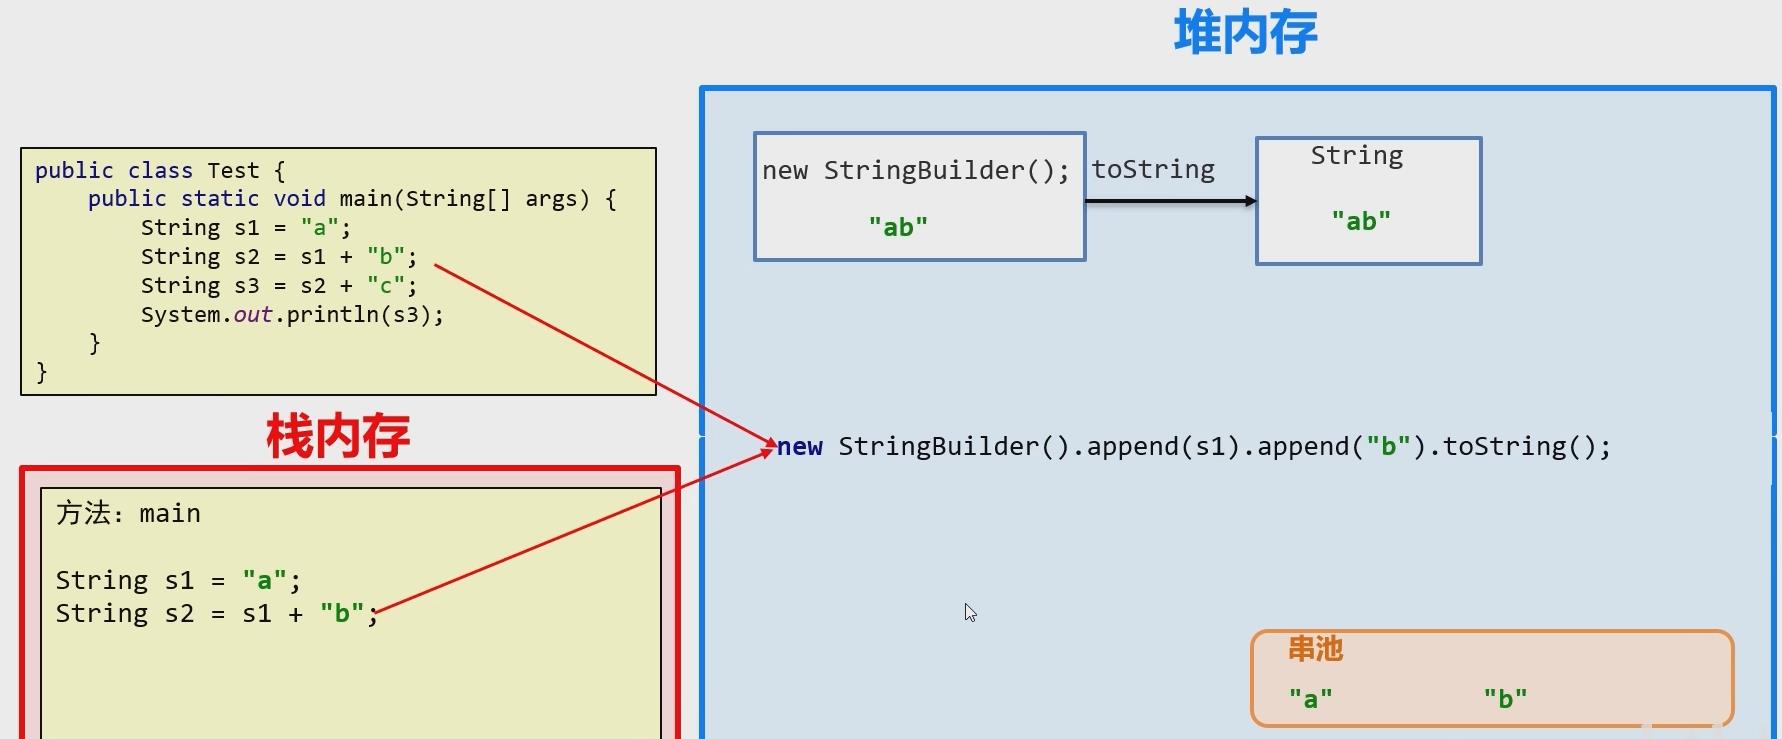 堆内存
public class Test {
public static void main(String[] args) {
String s1 = "a";
String s2 = s1 + "b";
String s3 = s2 + "c";
System.out.println(s3);
}
}
new StringBuilder();
"ab"
toString
String
"ab"
栈内存
new StringBuilder().append(s1).append("b").toString();
方法: main
String s1 = "a";
String s2 = s1 + "b";
串池
"a" "b"